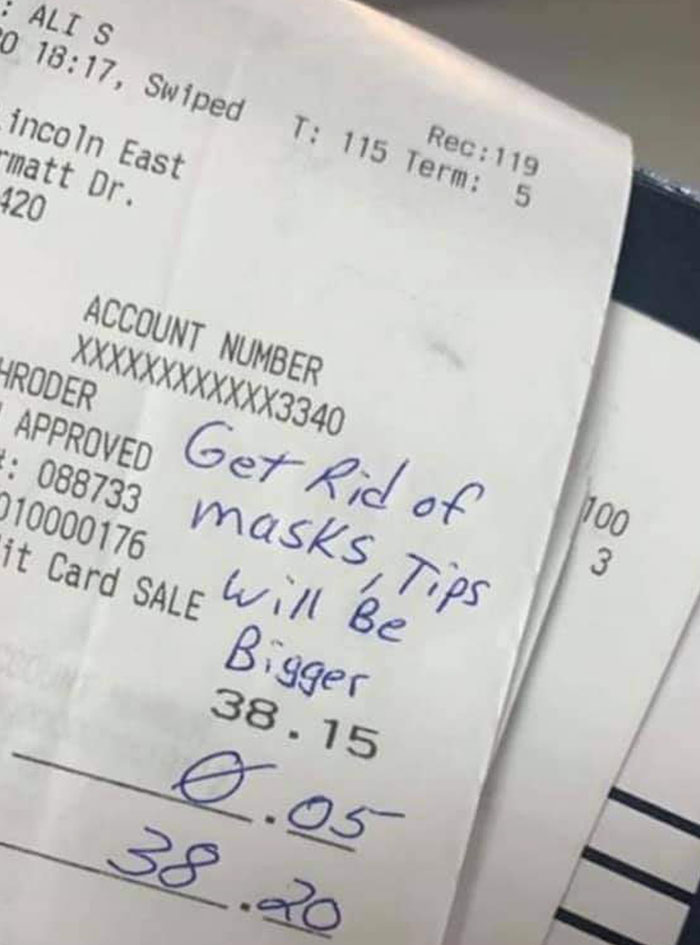 : ALI S
0 18:17, Swiped
Rec:119
T: 115 Term: 5
incoln East
rmatt Dr.
420
ACCOUNT NUMBER
XXXXXXXXXXXX3340
HRODER
APPROVED
: 088733
010000176
it Card SALE
Get Rid of
masks, Tips
Will Be
Bigger
38.15
0.05
38.20
100
3